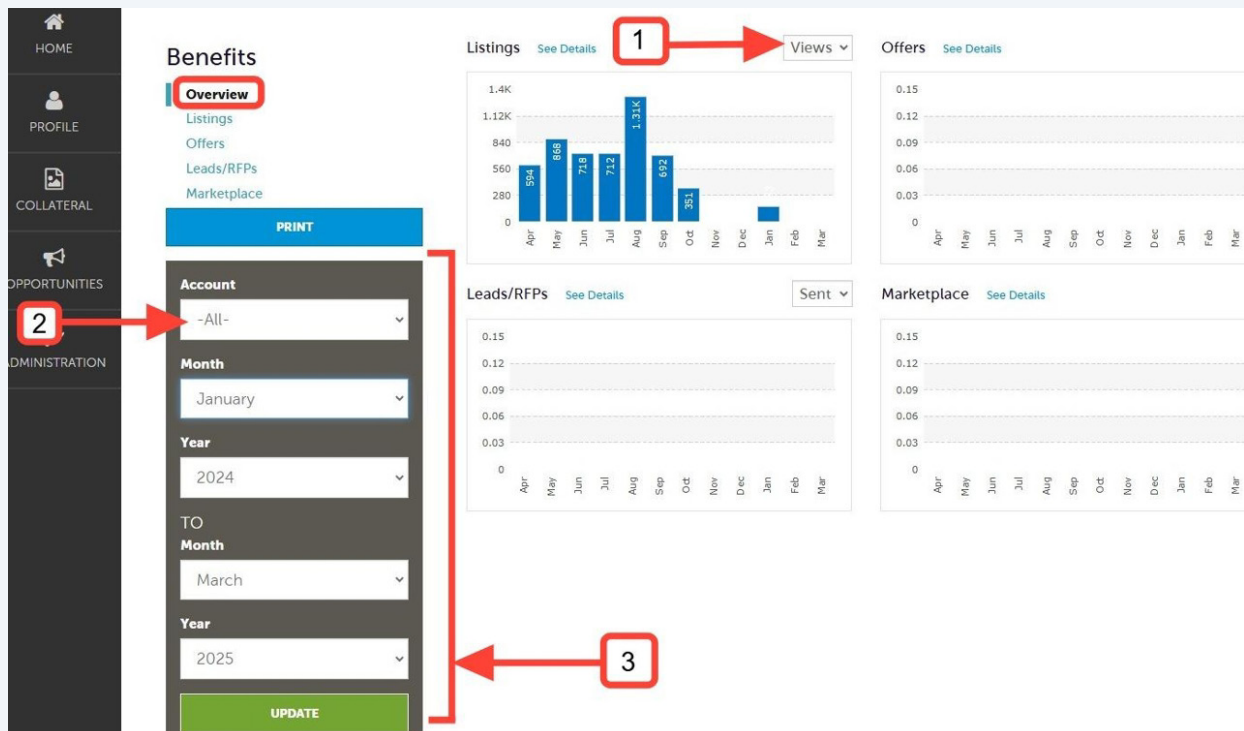 HOME
PROFILE
COLLATERAL
OPPORTUNITIES
ADMINISTRATION
Benefits
Overview
Listings
Offers
Leads/RFPs
Marketplace
PRINT
Account
-All-
Month
January
Year
2024
TO
Month
March
Year
2025
UPDATE
1
2
3
Listings See Details Views
1.4K
1.12K
840
560
280
0
594 868 718 712 1.31K 692 351
Apr May Jun Jul Aug Sep Oct Nov Dec Jan Feb Mar
Offers See Details
0.15
0.12
0.09
0.06
0.03
0
Apr May Jun Jul Aug Sep Oct Nov Dec Jan Feb Mar
Leads/RFPs See Details Sent
0.15
0.12
0.09
0.06
0.03
0
Apr May Jun Jul Aug Sep Oct Nov Dec Jan Feb Mar
Marketplace See Details
0.15
0.12
0.09
0.06
0.03
0
Apr May Jun Jul Aug Sep Oct Nov Dec Jan Feb Mar